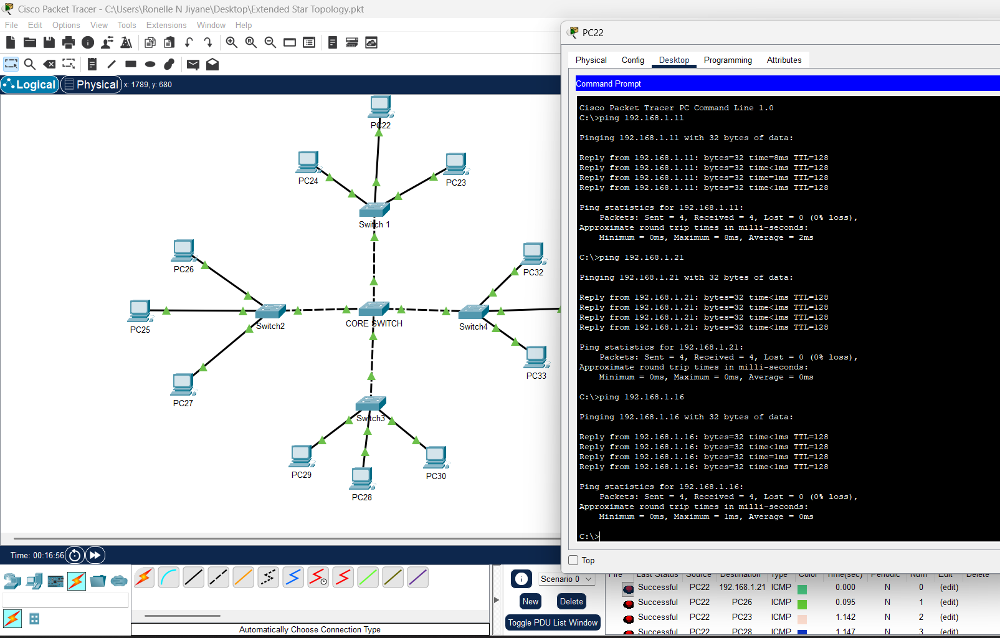 Cisco Packet Tracer - C:\Users\Ronelle N Jiyane\Desktop\Extended Star Topology.pkt
File Edit Options View Tools Extensions Window Help
Logical Physical x: 1789, y: 680
PC22
PC24
PC23
Switch 1
PC26
PC32
PC25
Switch2
CORE SWITCH
Switch4
PC33
PC27
Switch3
PC29
PC30
PC28
PC22
Physical Config Desktop Programming Attributes
Command Prompt
Cisco Packet Tracer PC Command Line 1.0
C:\>ping 192.168.1.11
Pinging 192.168.1.11 with 32 bytes of data:
Reply from 192.168.1.11: bytes=32 time=8ms TTL=128
Reply from 192.168.1.11: bytes=32 time<1ms TTL=128
Reply from 192.168.1.11: bytes=32 time=1ms TTL=128
Reply from 192.168.1.11: bytes=32 time<1ms TTL=128
Ping statistics for 192.168.1.11:
Packets: Sent = 4, Received = 4, Lost = 0 (0% loss),
Approximate round trip times in milli-seconds:
Minimum = 0ms, Maximum = 8ms, Average = 2ms
C:\>ping 192.168.1.21
Pinging 192.168.1.21 with 32 bytes of data:
Reply from 192.168.1.21: bytes=32 time<1ms TTL=128
Reply from 192.168.1.21: bytes=32 time<1ms TTL=128
Reply from 192.168.1.21: bytes=32 time<1ms TTL=128
Reply from 192.168.1.21: bytes=32 time<1ms TTL=128
Ping statistics for 192.168.1.21:
Packets: Sent = 4, Received = 4, Lost = 0 (0% loss),
Approximate round trip times in milli-seconds:
Minimum = 0ms, Maximum = 0ms, Average = 0ms
C:\>ping 192.168.1.16
Pinging 192.168.1.16 with 32 bytes of data:
Reply from 192.168.1.16: bytes=32 time<1ms TTL=128
Reply from 192.168.1.16: bytes=32 time<1ms TTL=128
Reply from 192.168.1.16: bytes=32 time=1ms TTL=128
Reply from 192.168.1.16: bytes=32 time<1ms TTL=128
Ping statistics for 192.168.1.16:
Packets: Sent = 4, Received = 4, Lost = 0 (0% loss),
Approximate round trip times in milli-seconds:
Minimum = 0ms, Maximum = 1ms, Average = 0ms
C:\>
Top
Time: 00:16:56
Automatically Choose Connection Type
Scenario 0
New Delete
Toggle PDU List Window
Fire Last Status Source Destination Type Color Time(sec) Periodic Num Edit Delete
Successful PC22 192.168.1.21 ICMP 0.000 N 0 (edit)
Successful PC22 PC26 ICMP 0.095 N 1 (edit)
Successful PC22 PC23 ICMP 1.142 N 2 (edit)
Successful PC22 PC28 ICMP 1.147 N 3 (edit)